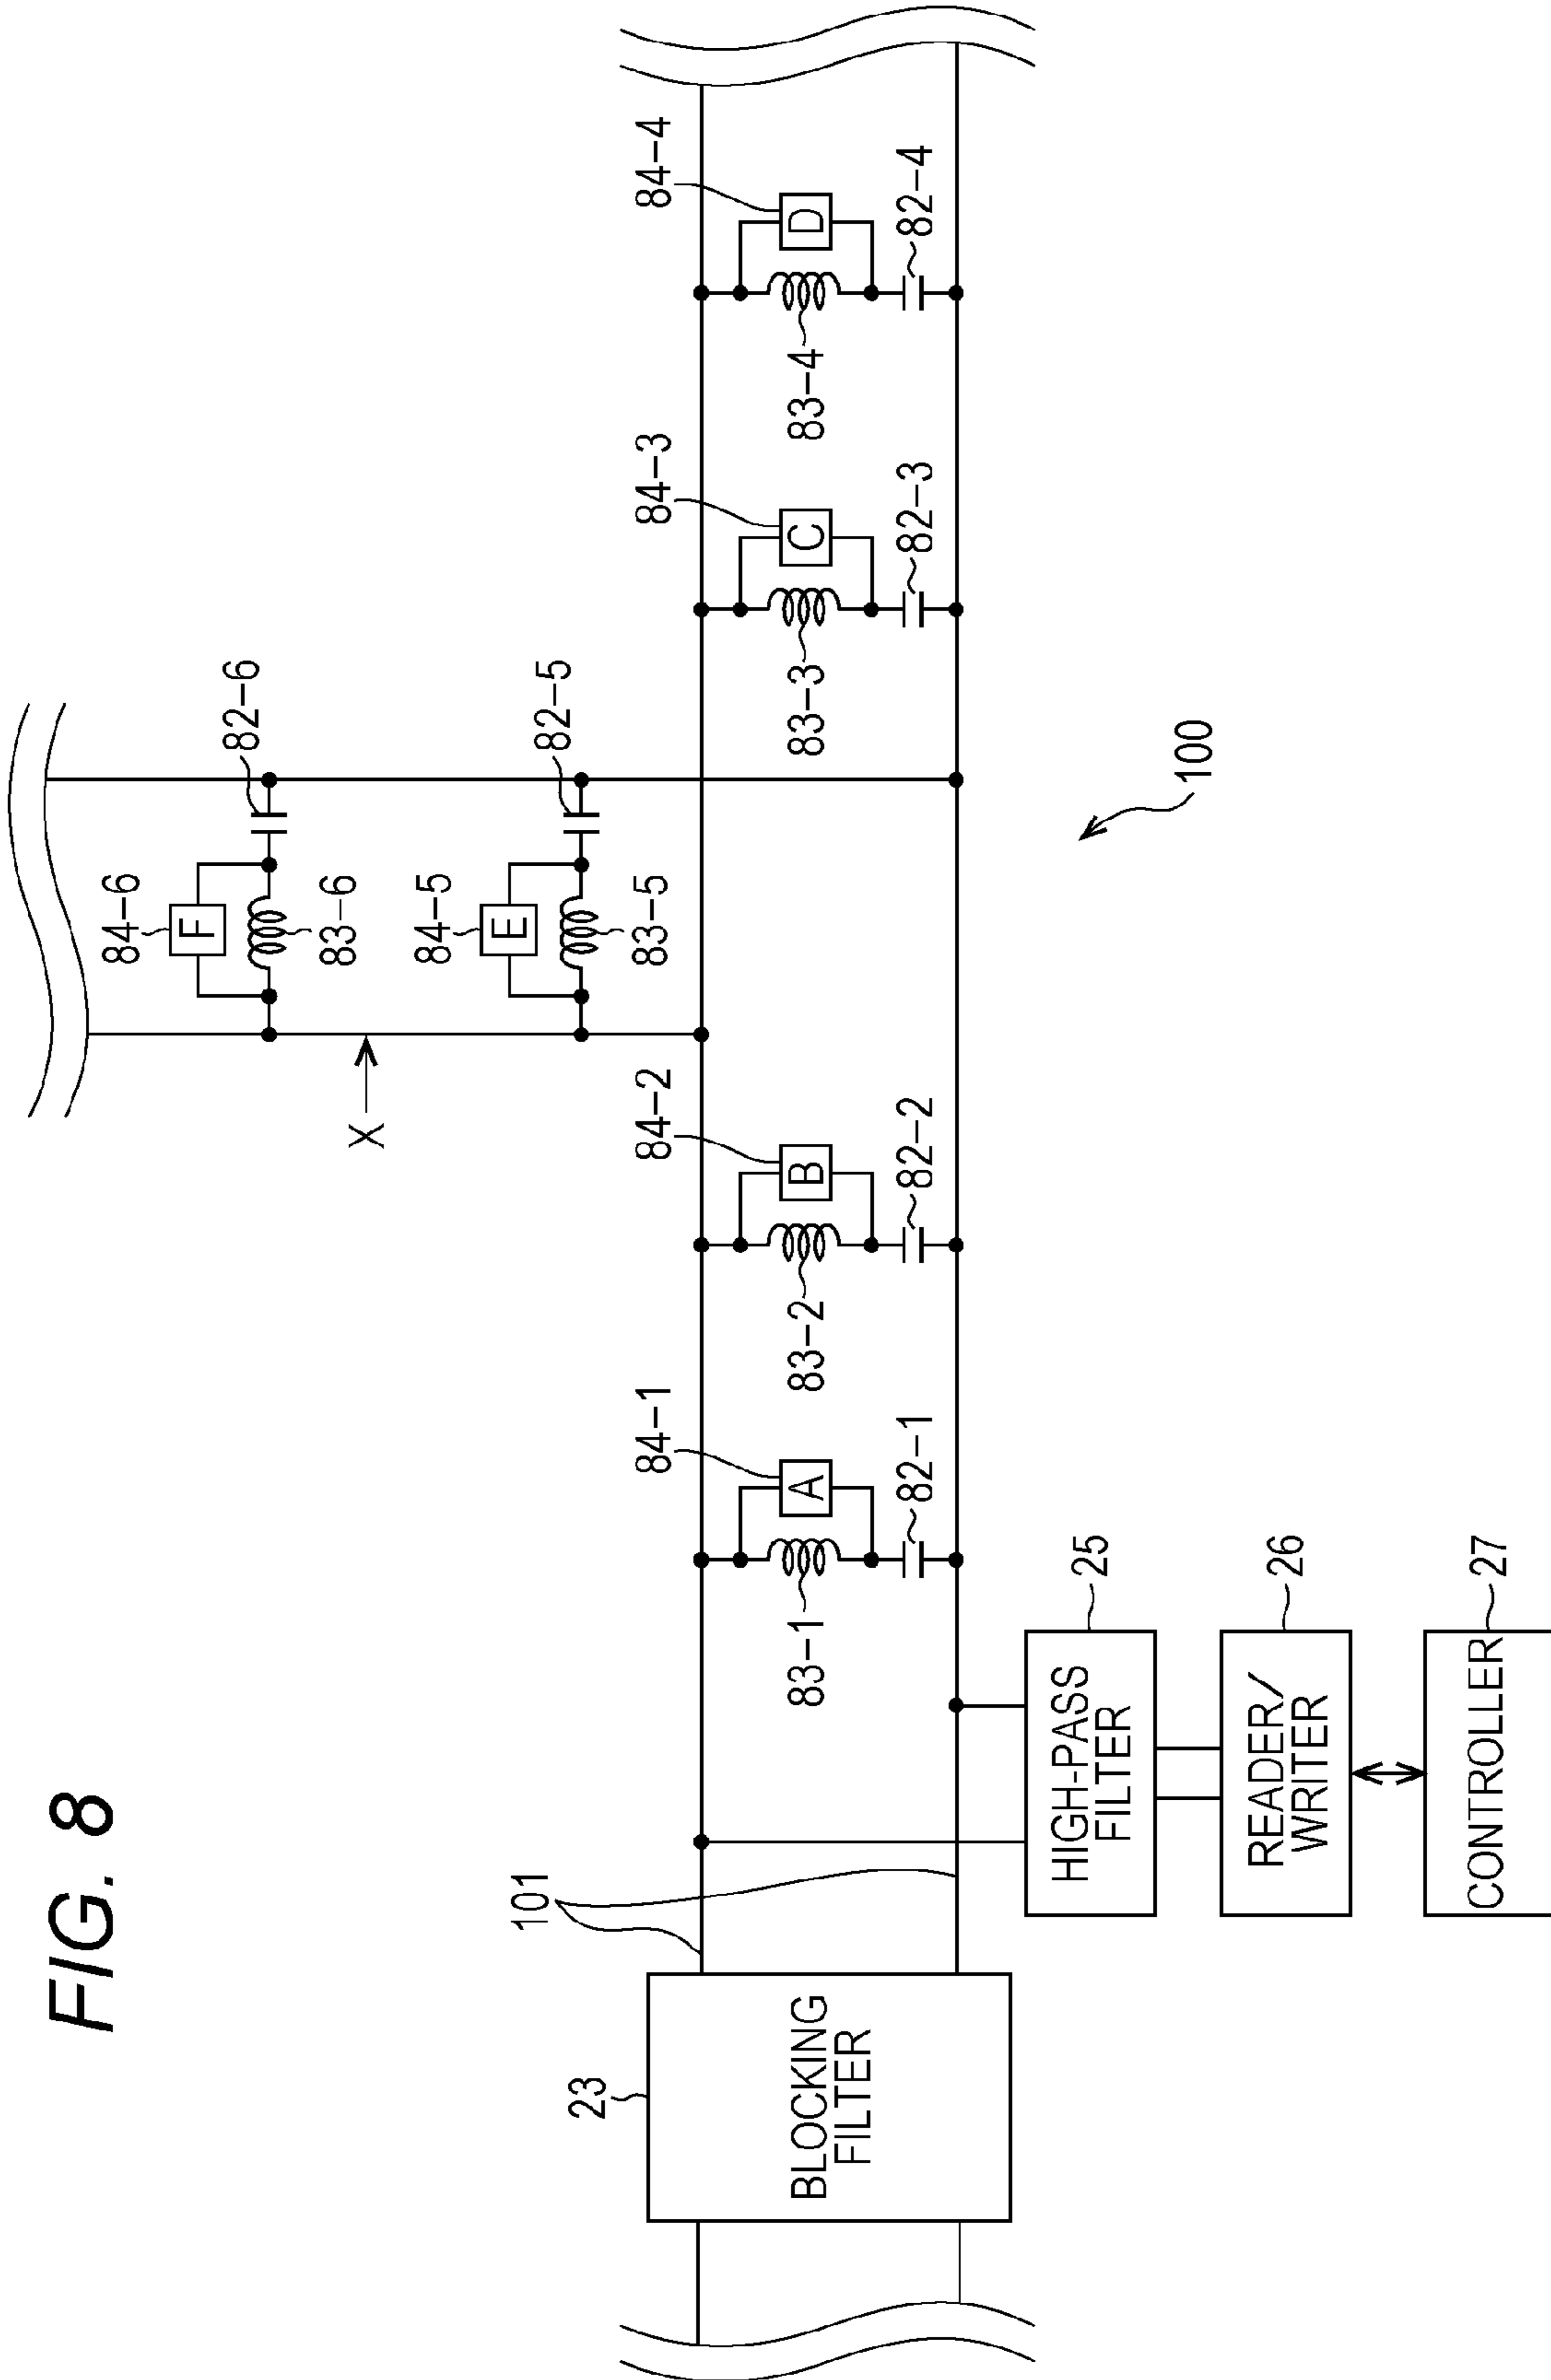 FIG. 8
84-6
F
83-6
82-6
X
84-5
E
83-5
82-5
101
84-1
84-2
84-3
84-4
23
BLOCKING
FILTER
83-1
A
83-2
B
83-3
C
83-4
D
82-1
82-2
82-3
82-4
HIGH-PASS
FILTER
25
100
READER/
WRITER
26
CONTROLLER
27